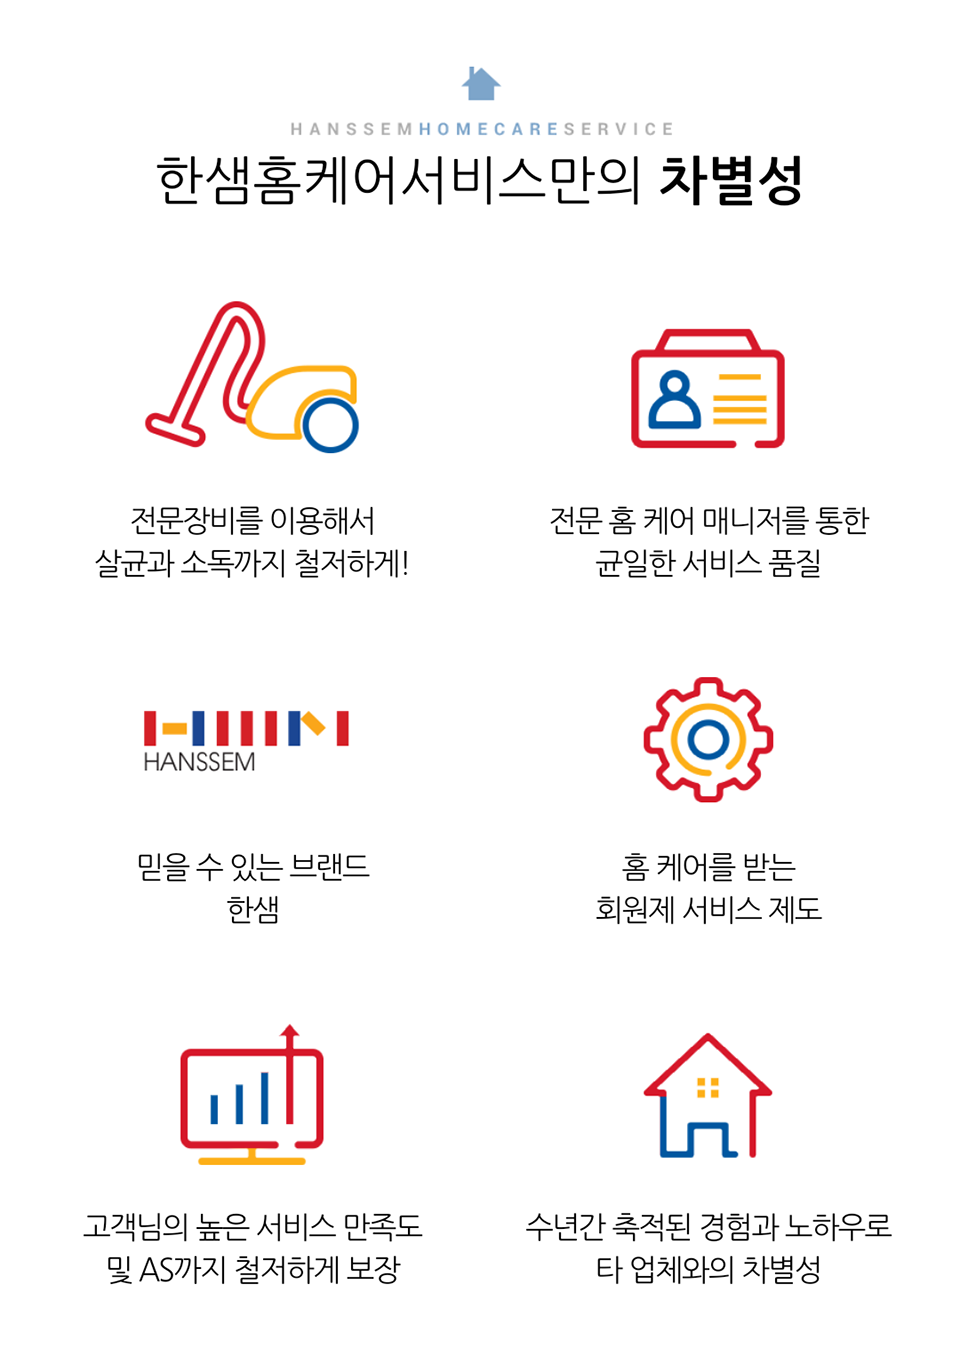 HANSSEMHOMECARESERVICE
한샘홈케어서비스만의 차별성
전문장비를 이용해서
살균과 소독까지 철저하게!
전문 홈 케어 매니저를 통한
균일한 서비스 품질
HANSSEM
믿을 수 있는 브랜드
한샘
홈 케어를 받는
회원제 서비스 제도
고객님의 높은 서비스 만족도
및 AS까지 철저하게 보장
수년간 축적된 경험과 노하우로
타 업체와의 차별성